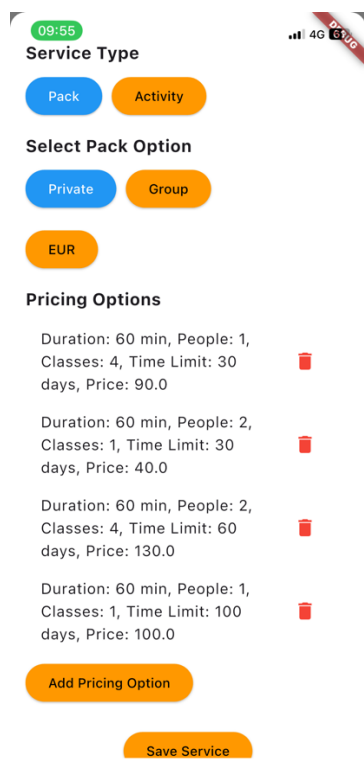 09:55
4G
DEBUG
Service Type
Pack
Activity
Select Pack Option
Private
Group
EUR
Pricing Options
Duration: 60 min, People: 1,
Classes: 4, Time Limit: 30
days, Price: 90.0
Duration: 60 min, People: 2,
Classes: 1, Time Limit: 30
days, Price: 40.0
Duration: 60 min, People: 2,
Classes: 4, Time Limit: 60
days, Price: 130.0
Duration: 60 min, People: 1,
Classes: 1, Time Limit: 100
days, Price: 100.0
Add Pricing Option
Save Service